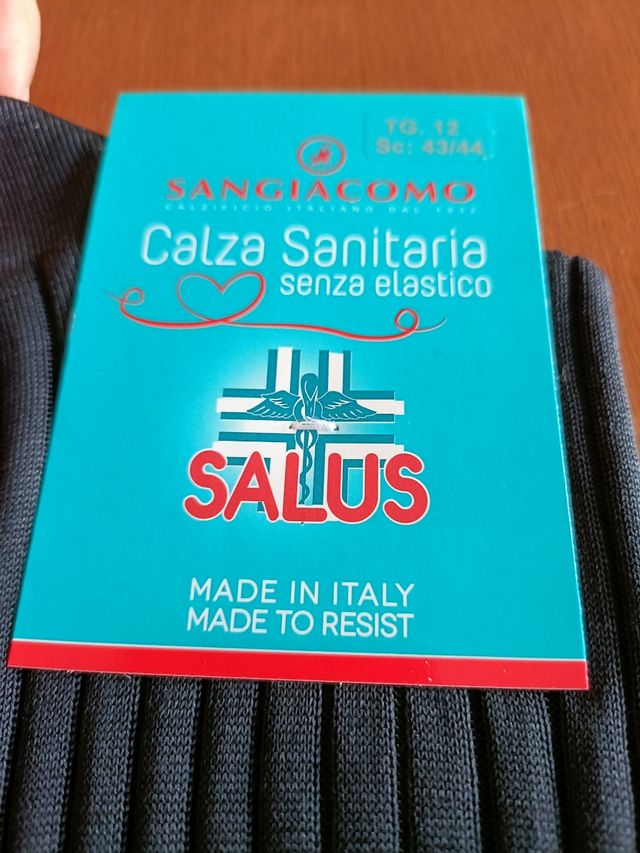 TG. 12
Sc: 43/44
SANGIACOMO
CALZIFICIO ITALIANO DAL 1932
Calza Sanitaria
senza elastico
SALUS
MADE IN ITALY
MADE TO RESIST